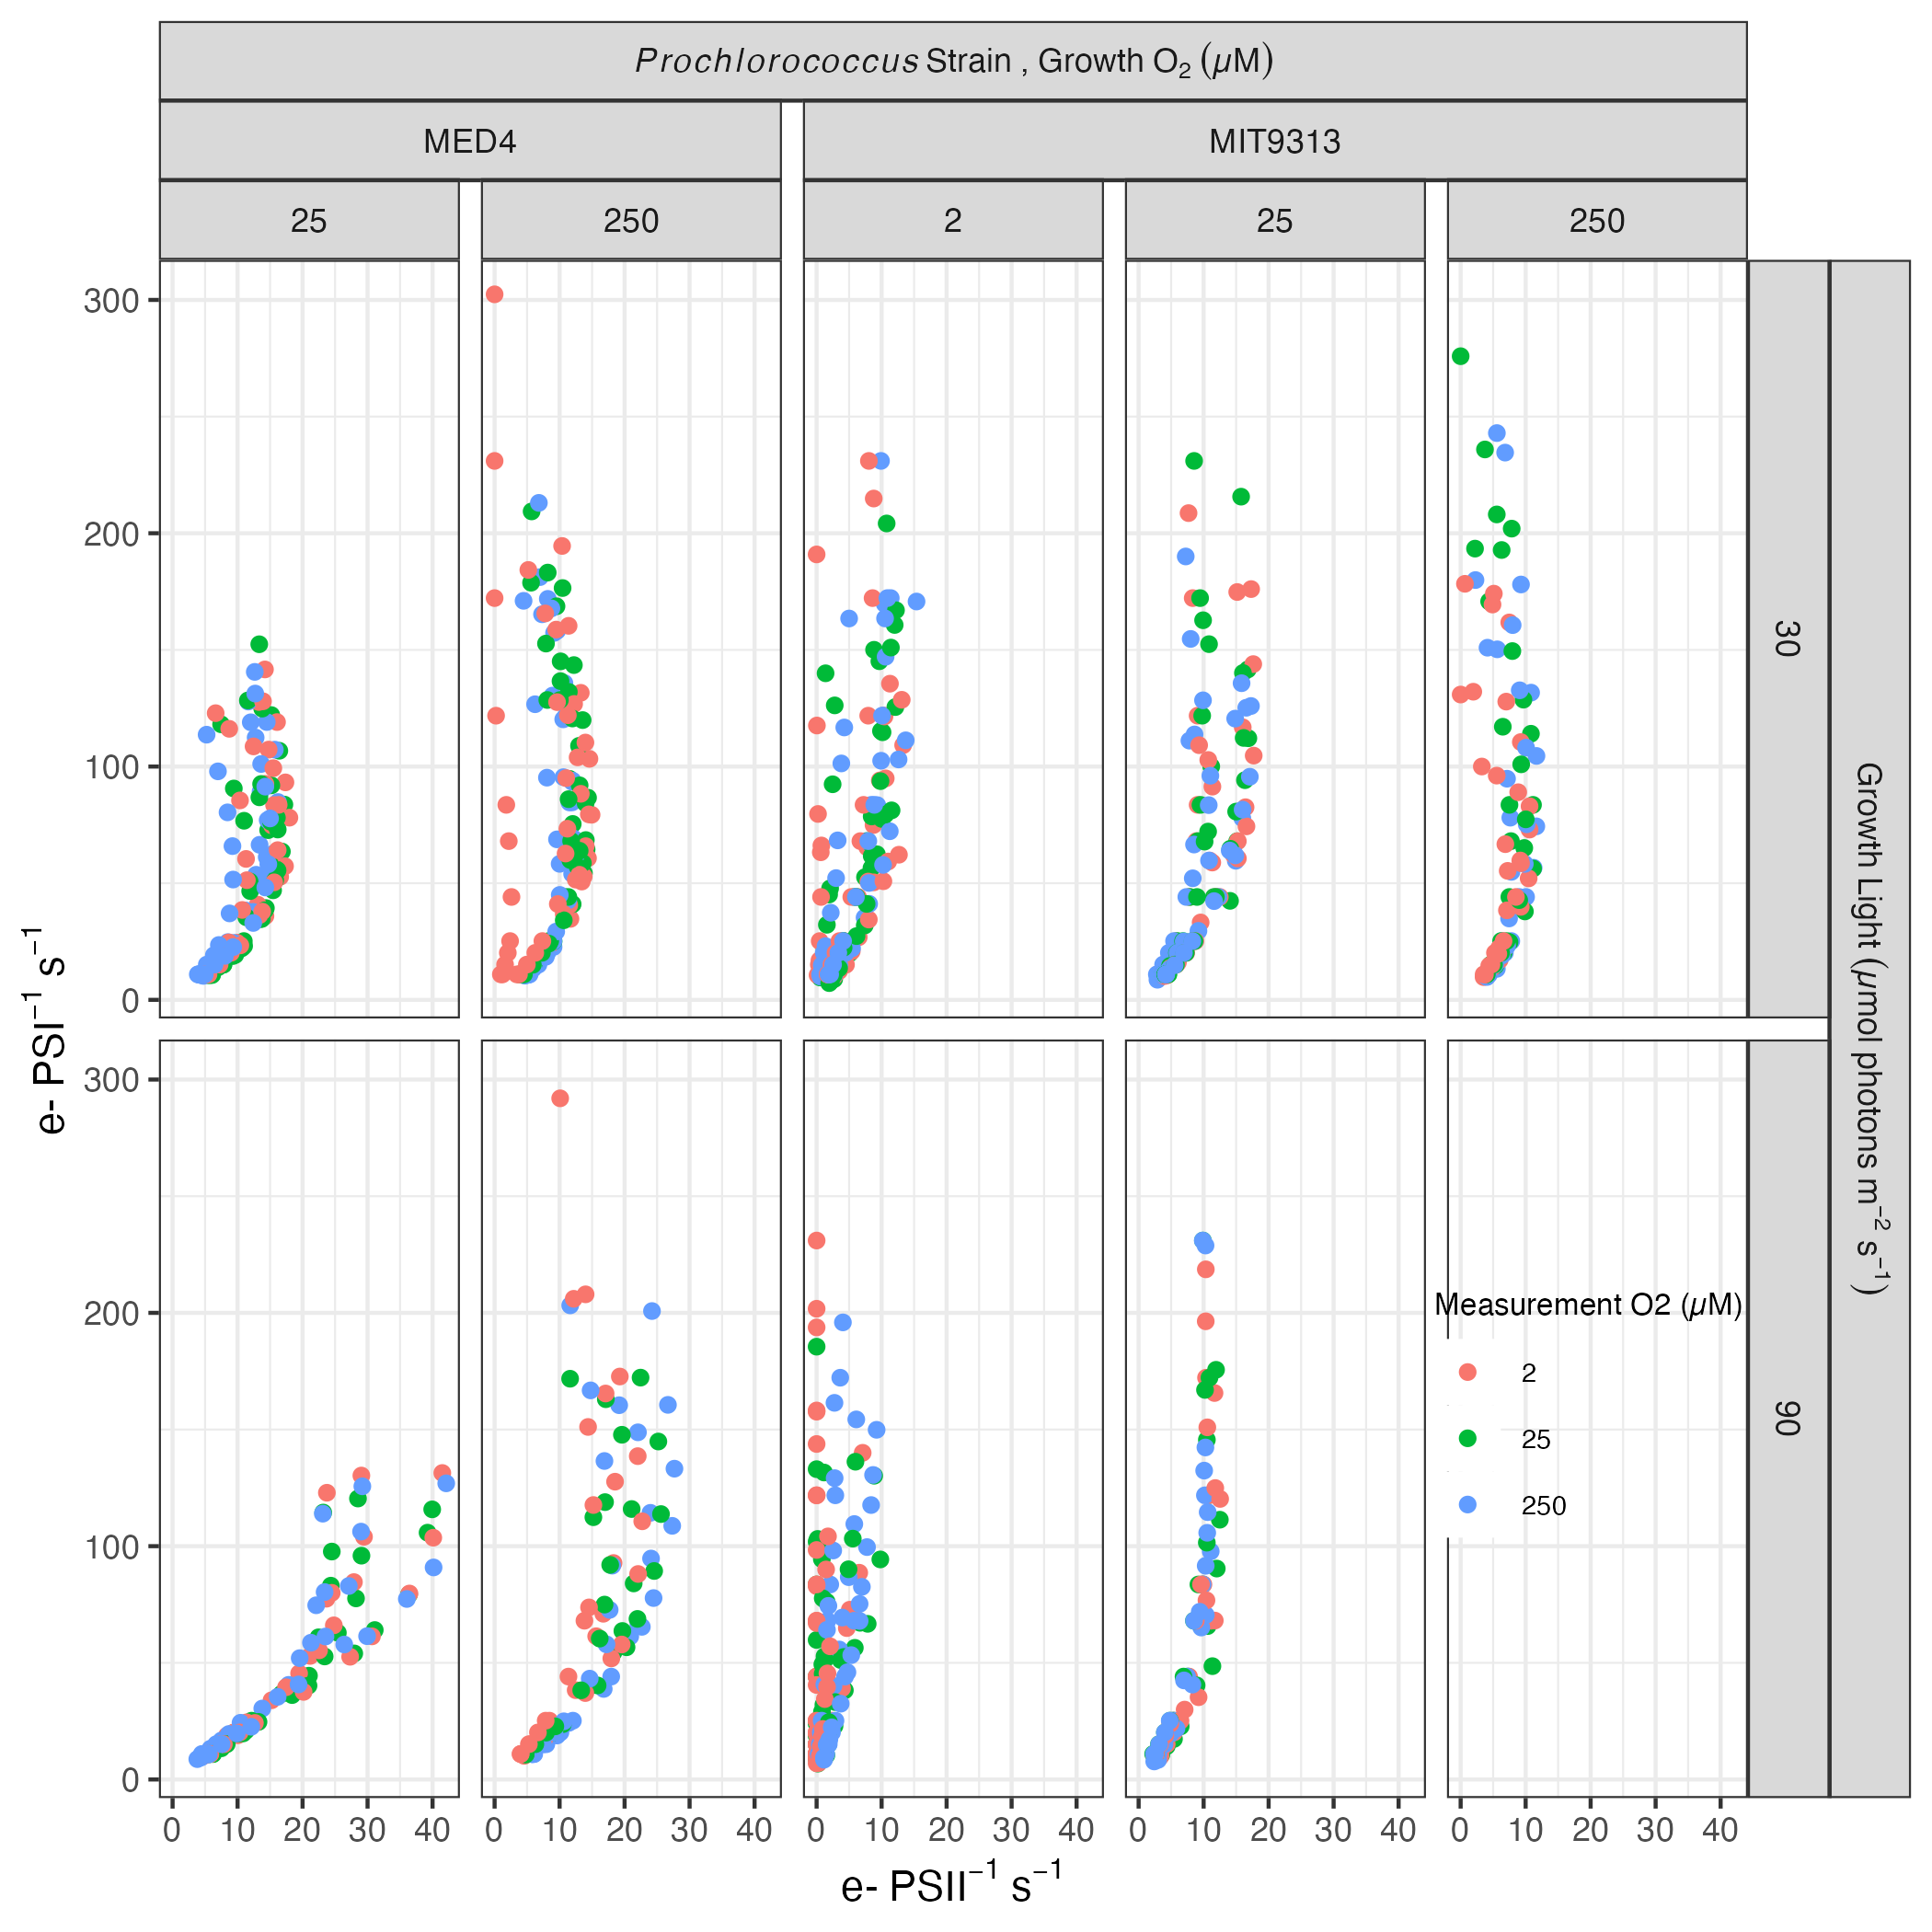 Prochlorococcus Strain , Growth O₂ (µM)
MED4 MIT9313
25 250 2 25 250
300
200
100
0
30
300
200
100
0
90
e- PSI⁻¹ s⁻¹
Growth Light (µmol photons m⁻² s⁻¹)
Measurement O2 (µM)
2
25
250
0 10 20 30 40 0 10 20 30 40 0 10 20 30 40 0 10 20 30 40 0 10 20 30 40
e- PSII⁻¹ s⁻¹